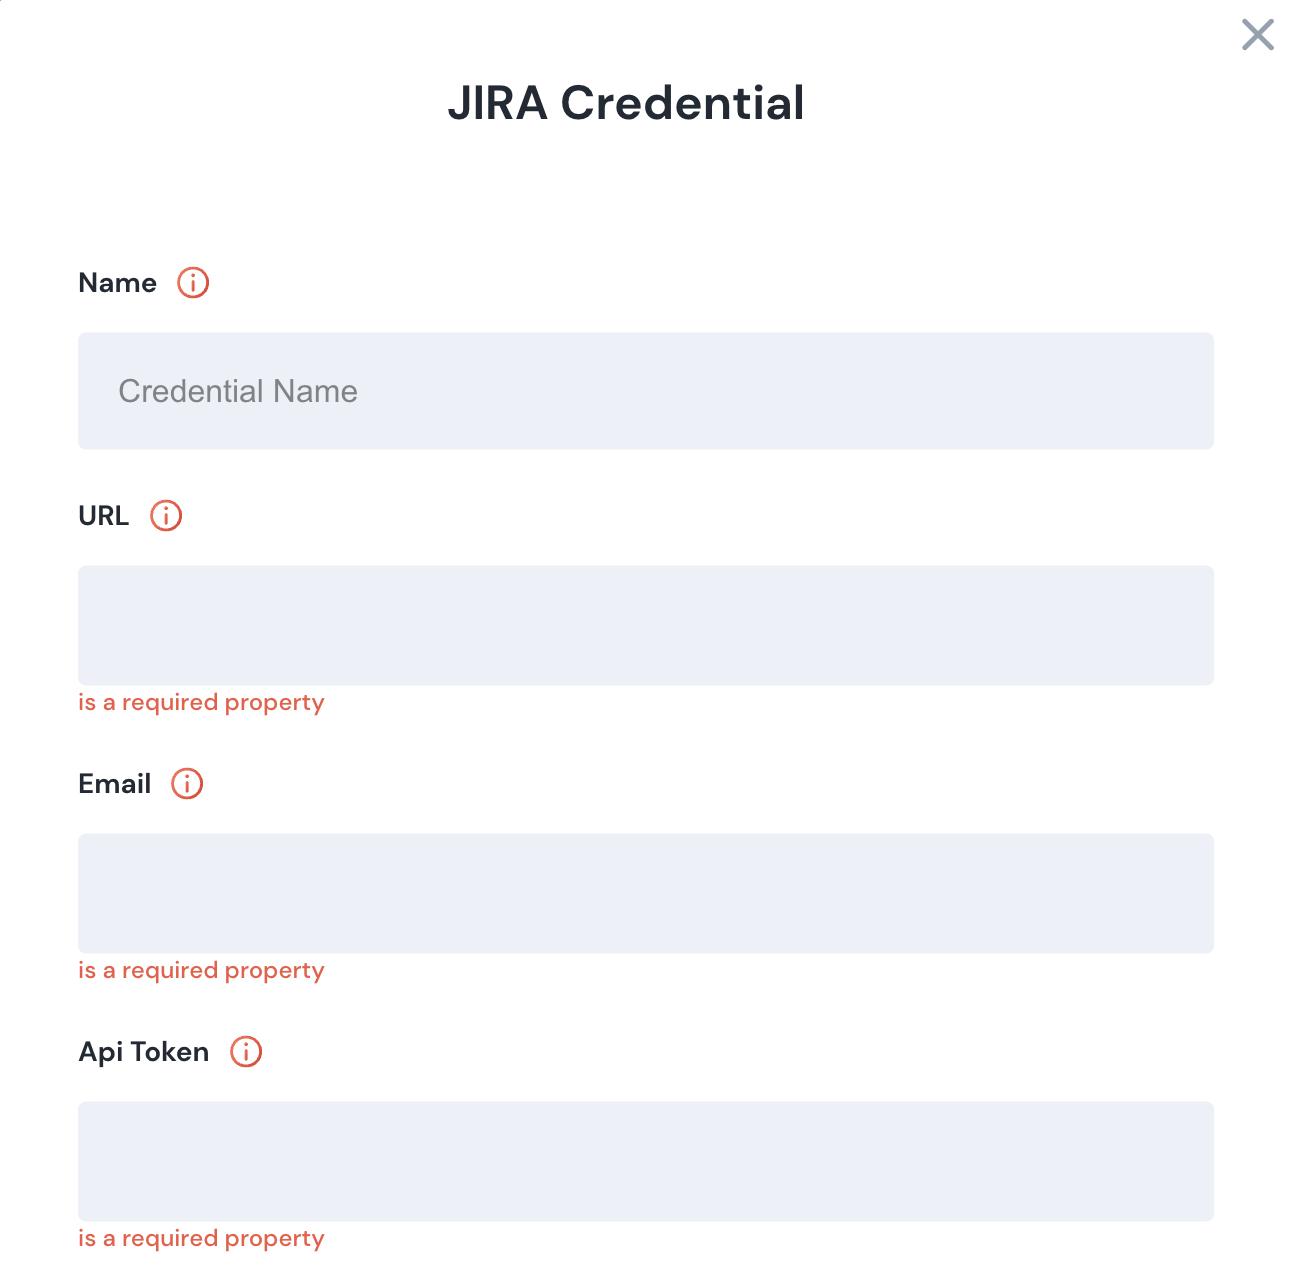 JIRA Credential
Name
Credential Name
URL
is a required property
Email
is a required property
Api Token
is a required property